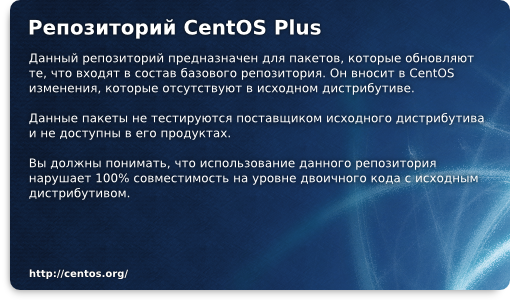 Репозиторий CentOS Plus
Данный репозиторий предназначен для пакетов, которые обновляют
те, что входят в состав базового репозитория. Он вносит в CentOS
изменения, которые отсутствуют в исходном дистрибутиве.
Данные пакеты не тестируются поставщиком исходного дистрибутива
и не доступны в его продуктах.
Вы должны понимать, что использование данного репозитория
нарушает 100% совместимость на уровне двоичного кода с исходным
дистрибутивом.
http://centos.org/